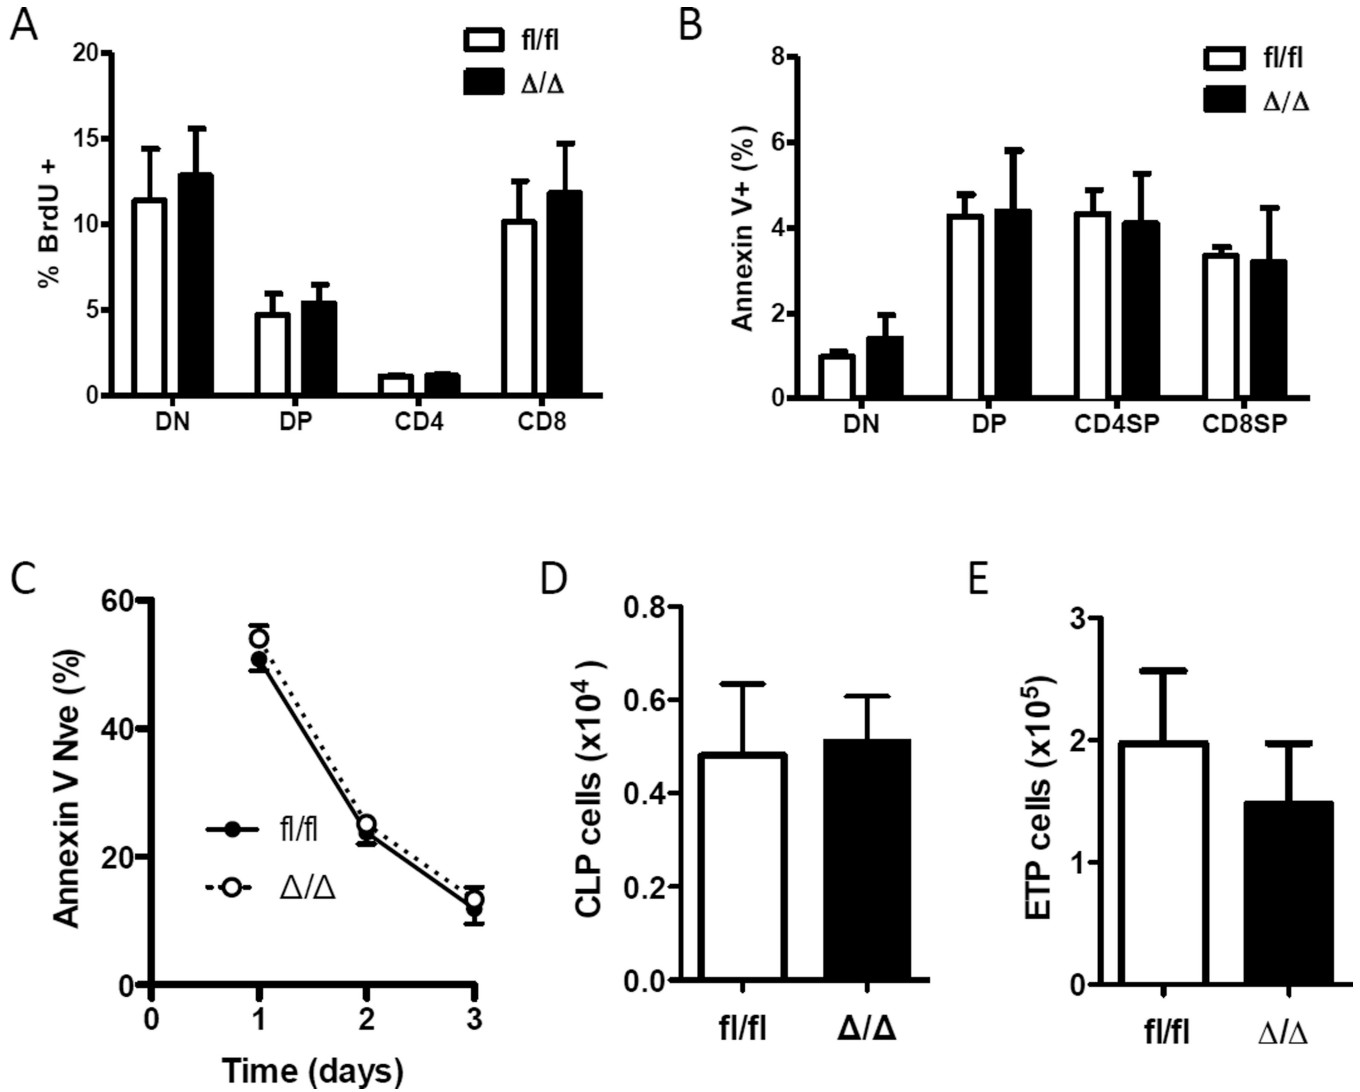 A
fl/fl
Δ/Δ
% BrdU +
20
15
10
5
0
DN DP CD4 CD8
B
fl/fl
Δ/Δ
Annexin V+ (%)
8
6
4
2
0
DN DP CD4SP CD8SP
C
Annexin V Nve (%)
60
40
20
0
fl/fl
Δ/Δ
0 1 2 3
Time (days)
D
CLP cells (x10⁴ )
0.8
0.6
0.4
0.2
0.0
fl/fl Δ/Δ
E
ETP cells (x10⁵)
3
2
1
0
fl/fl Δ/Δ